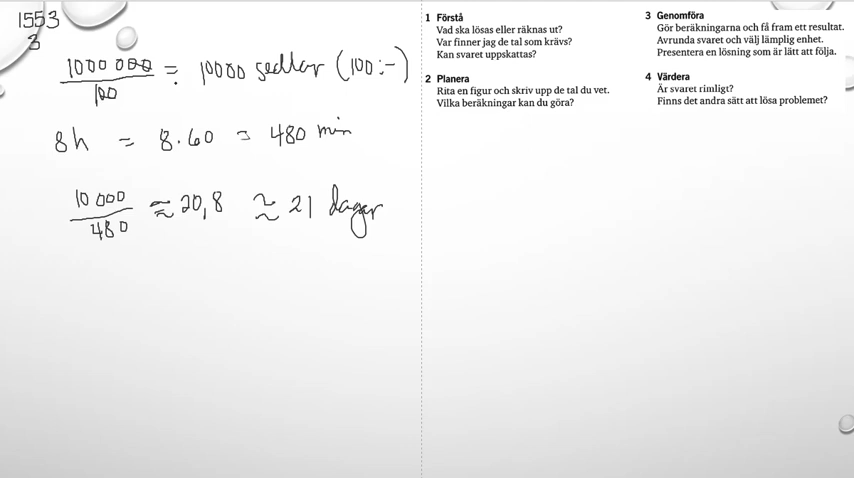 1553
3
1000 000 / 100 = 10000 sedlar (100:-)
8h = 8·60 = 480 min
10 000 / 480 ≈ 20,8 ≈ 21 dagar
1 Förstå
Vad ska lösas eller räknas ut?
Var finner jag de tal som krävs?
Kan svaret uppskattas?
2 Planera
Rita en figur och skriv upp de tal du vet.
Vilka beräkningar kan du göra?
3 Genomföra
Gör beräkningarna och få fram ett resultat.
Avrunda svaret och välj lämplig enhet.
Presentera en lösning som är lätt att följa.
4 Värdera
Är svaret rimligt?
Finns det andra sätt att lösa problemet?